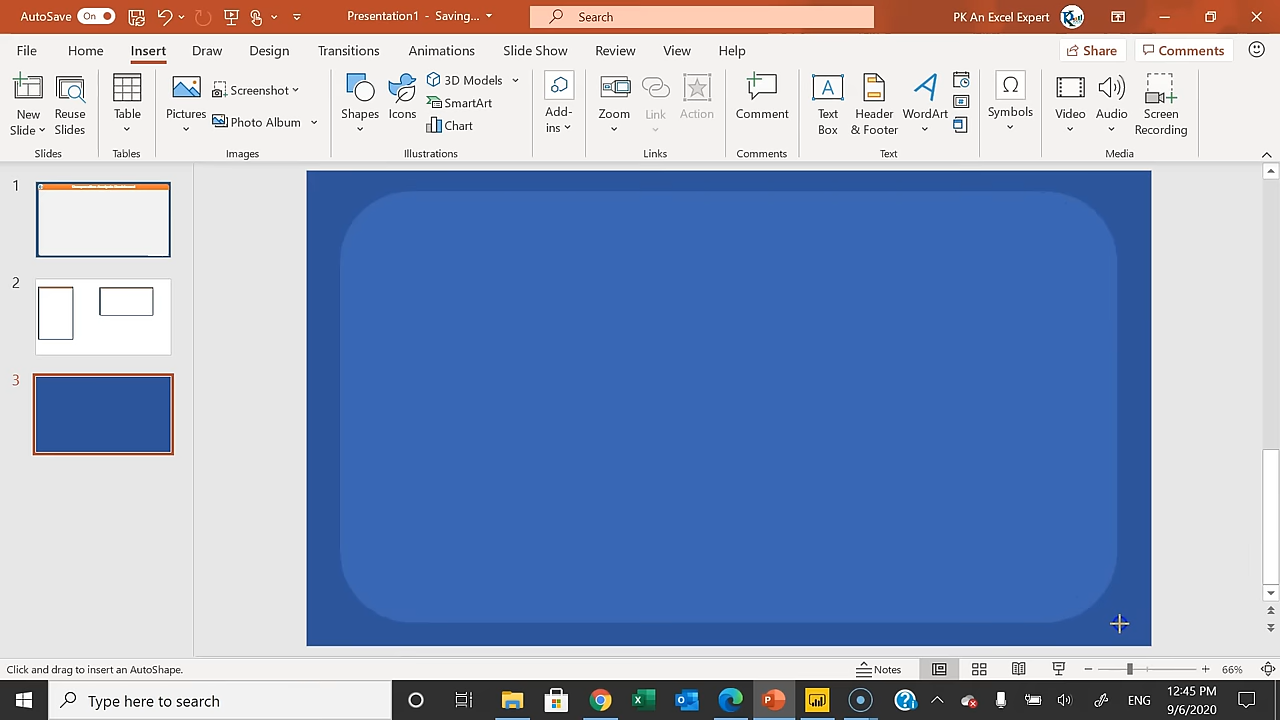 AutoSave On Presentation1 - Saving... Search PK An Excel Expert
File Home Insert Draw Design Transitions Animations Slide Show Review View Help Share Comments
New Slide
Reuse Slides
Slides
Table
Tables
Pictures
Screenshot
Photo Album
Images
Shapes
Icons
3D Models
SmartArt
Chart
Illustrations
Add-ins
Zoom
Link
Action
Links
Comment
Comments
Text Box
Header & Footer
WordArt
Text
Symbols
Video
Audio
Screen Recording
Media
1
2
3
Click and drag to insert an AutoShape. Notes 66%
Type here to search ENG 12:45 PM
9/6/2020